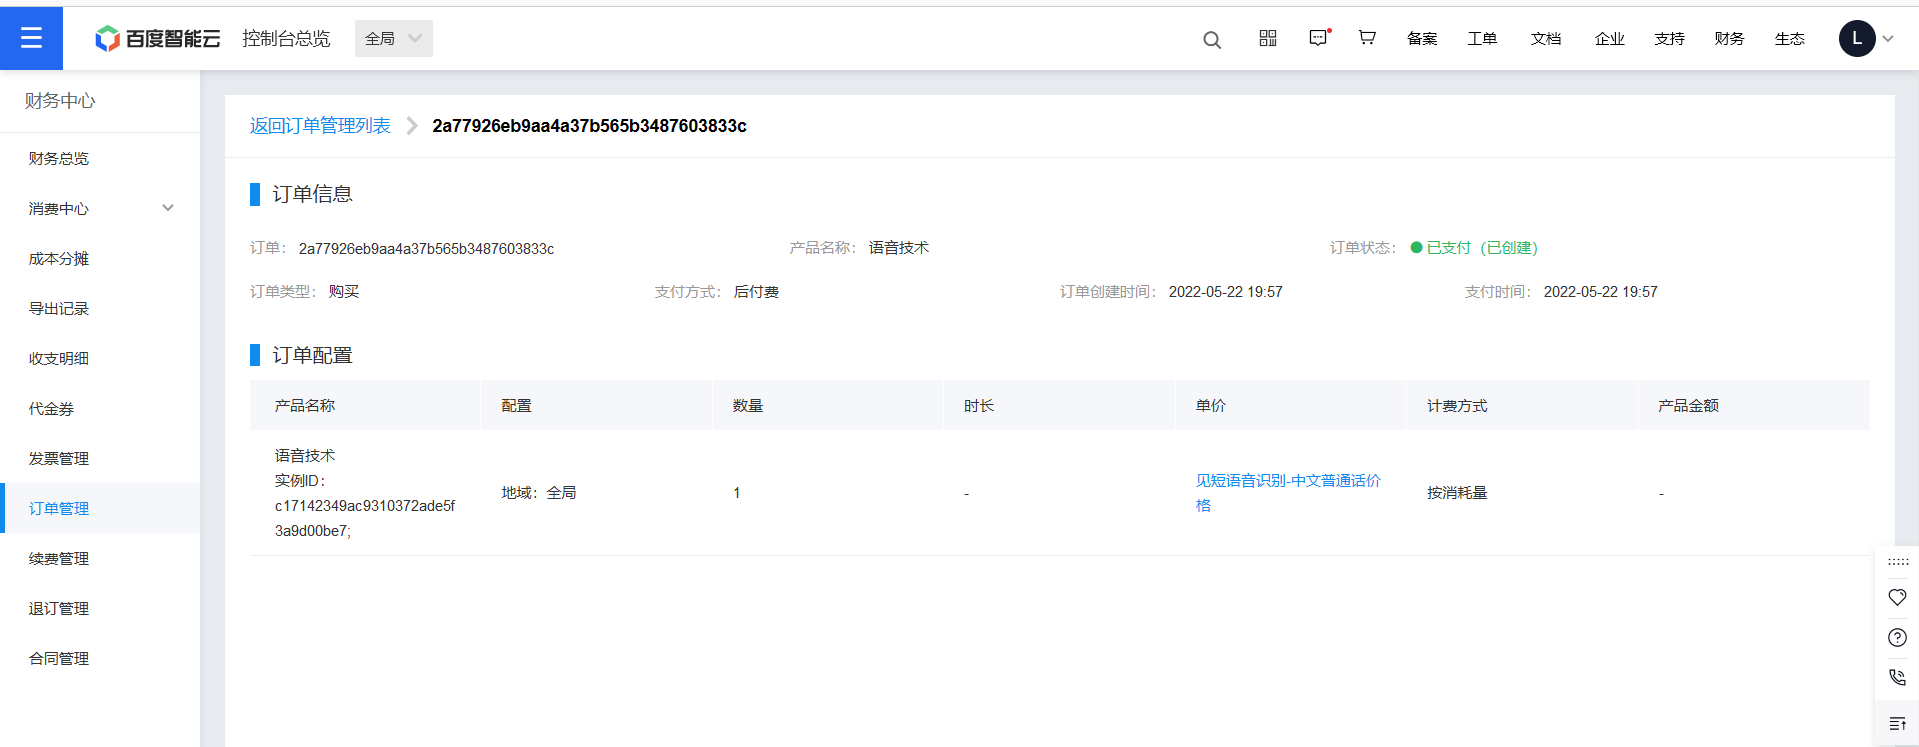 百度智能云 控制台总览 全局 备案 工单 文档 企业 支持 财务 生态 L
财务中心
财务总览
消费中心
成本分摊
导出记录
收支明细
代金券
发票管理
订单管理
续费管理
退订管理
合同管理
返回订单管理列表 2a77926eb9aa4a37b565b3487603833c
订单信息
订单： 2a77926eb9aa4a37b565b3487603833c 产品名称： 语音技术 订单状态： 已支付（已创建）
订单类型： 购买 支付方式： 后付费 订单创建时间： 2022-05-22 19:57 支付时间： 2022-05-22 19:57
订单配置
产品名称 配置 数量 时长 单价 计费方式 产品金额
语音技术
实例ID：
c17142349ac9310372ade5f
3a9d00be7;
地域：全局
1
-
见短语音识别-中文普通话价
格
按消耗量
-